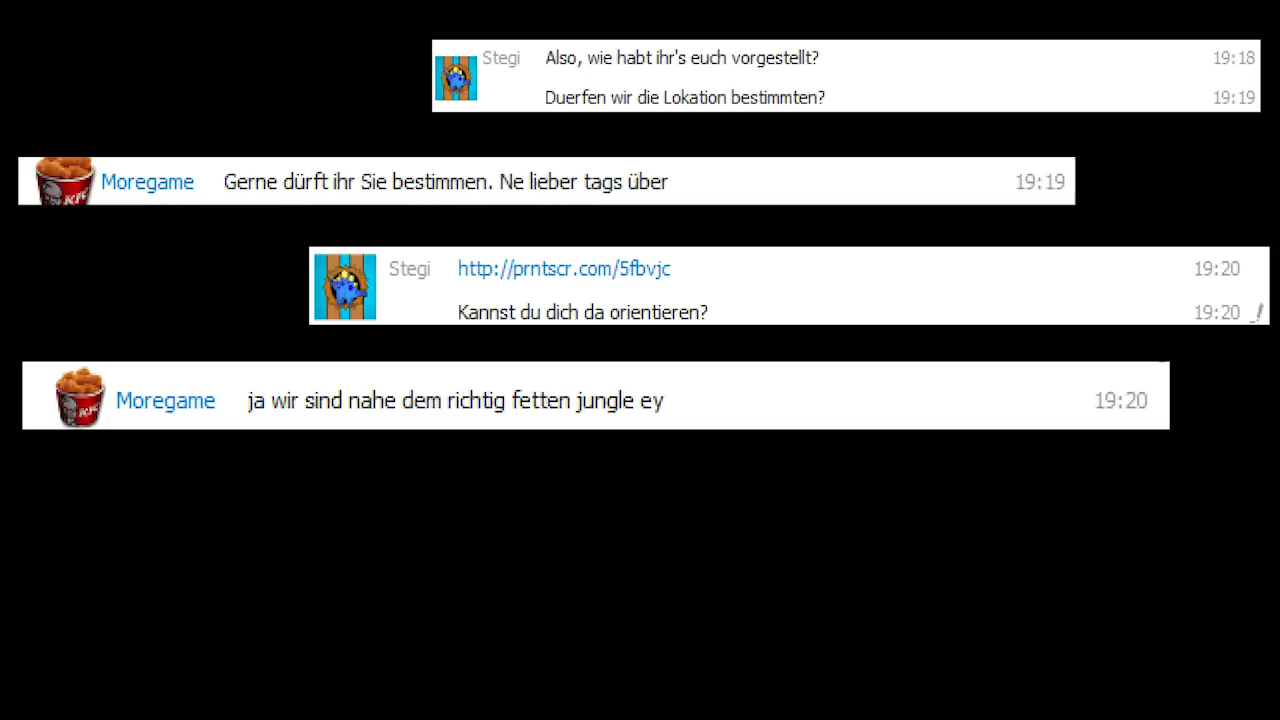 Stegi Also, wie habt ihr's euch vorgestellt? 19:18
Duerfen wir die Lokation bestimmten? 19:19
KFC
Moregame Gerne dürft ihr Sie bestimmen. Ne lieber tags über 19:19
Stegi http://prntscr.com/5fbvjc 19:20
Kannst du dich da orientieren? 19:20
KFC
Moregame ja wir sind nahe dem richtig fetten jungle ey 19:20